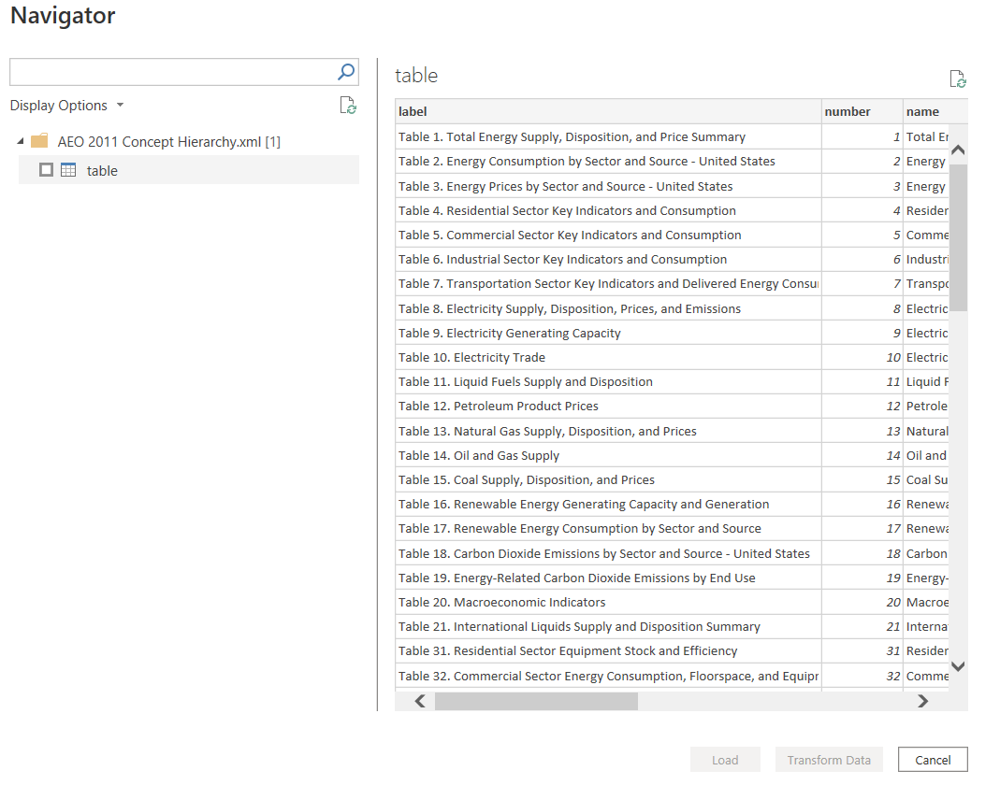 Navigator
Display Options
AEO 2011 Concept Hierarchy.xml [1]
table
table
label number name
Table 1. Total Energy Supply, Disposition, and Price Summary 1 Total Er
Table 2. Energy Consumption by Sector and Source - United States 2 Energy
Table 3. Energy Prices by Sector and Source - United States 3 Energy
Table 4. Residential Sector Key Indicators and Consumption 4 Resider
Table 5. Commercial Sector Key Indicators and Consumption 5 Comme
Table 6. Industrial Sector Key Indicators and Consumption 6 Industri
Table 7. Transportation Sector Key Indicators and Delivered Energy Consu 7 Transpo
Table 8. Electricity Supply, Disposition, Prices, and Emissions 8 Electric
Table 9. Electricity Generating Capacity 9 Electric
Table 10. Electricity Trade 10 Electric
Table 11. Liquid Fuels Supply and Disposition 11 Liquid F
Table 12. Petroleum Product Prices 12 Petrole
Table 13. Natural Gas Supply, Disposition, and Prices 13 Natural
Table 14. Oil and Gas Supply 14 Oil and
Table 15. Coal Supply, Disposition, and Prices 15 Coal Su
Table 16. Renewable Energy Generating Capacity and Generation 16 Renewa
Table 17. Renewable Energy Consumption by Sector and Source 17 Renewa
Table 18. Carbon Dioxide Emissions by Sector and Source - United States 18 Carbon
Table 19. Energy-Related Carbon Dioxide Emissions by End Use 19 Energy-
Table 20. Macroeconomic Indicators 20 Macroe
Table 21. International Liquids Supply and Disposition Summary 21 Interna
Table 31. Residential Sector Equipment Stock and Efficiency 31 Resider
Table 32. Commercial Sector Energy Consumption, Floorspace, and Equipr 32 Comme
Load Transform Data Cancel